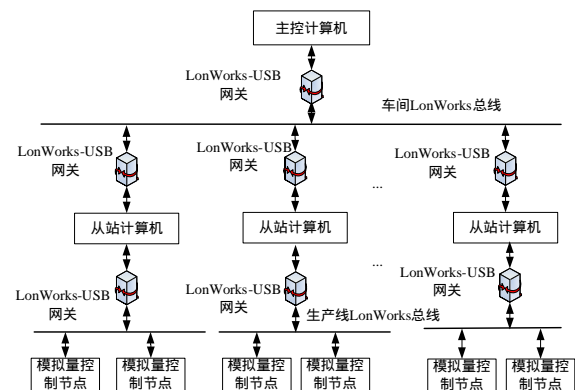 主控计算机
LonWorks-USB
网关
车间LonWorks总线
LonWorks-USB
网关
LonWorks-USB
网关
LonWorks-USB
网关
...
从站计算机
从站计算机
从站计算机
...
LonWorks-USB
网关
LonWorks-USB
网关
LonWorks-USB
网关
生产线LonWorks总线
模拟量控
制节点
模拟量控
制节点
模拟量控
制节点
模拟量控
制节点
模拟量控
制节点
模拟量控
制节点